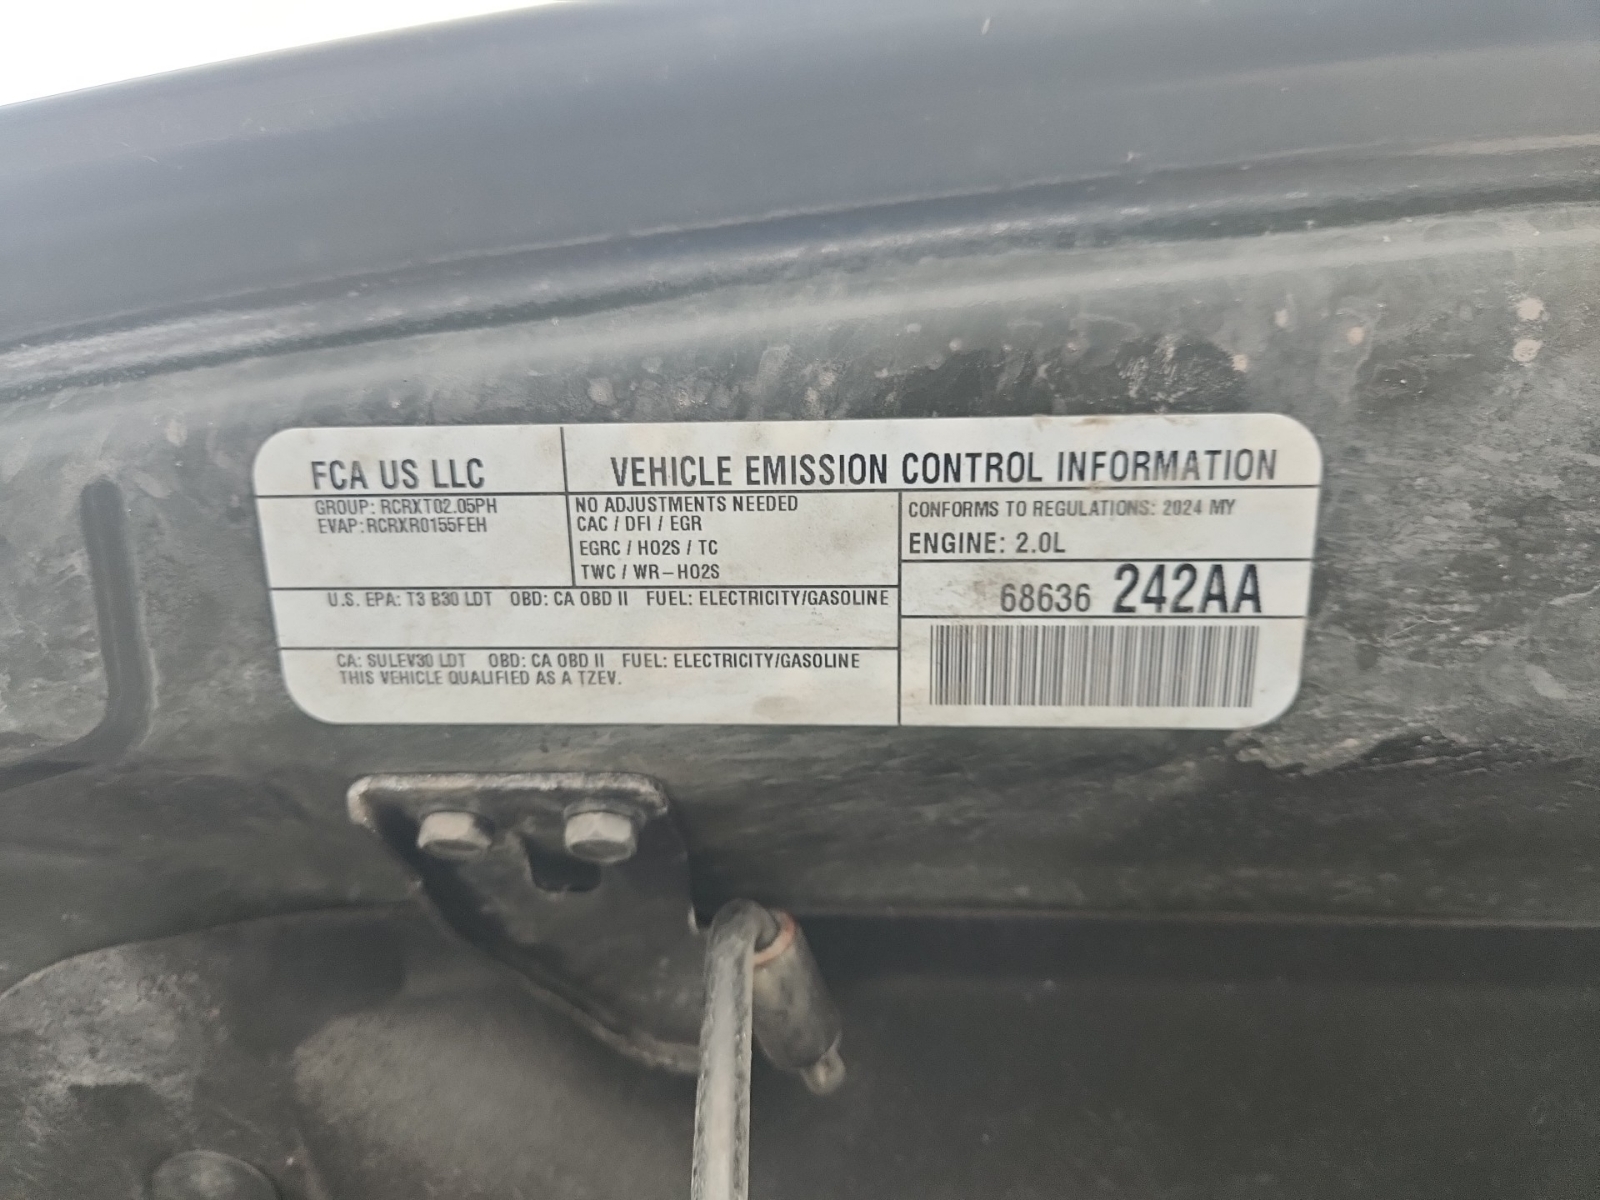 FCA US LLC
VEHICLE EMISSION CONTROL INFORMATION
GROUP: RCRXT02.05PH
EVAP: RCRXR0155FEH
NO ADJUSTMENTS NEEDED
CAC / DFI / EGR
EGRC / HO2S / TC
TWC / WR-HO2S
CONFORMS TO REGULATIONS: 2024 MY
ENGINE: 2.0L
68636 242AA
U.S. EPA: T3 B30 LDT OBD: CA OBD II FUEL: ELECTRICITY/GASOLINE
CA: SULEV30 LDT OBD: CA OBD II FUEL: ELECTRICITY/GASOLINE
THIS VEHICLE QUALIFIED AS A TZEV.